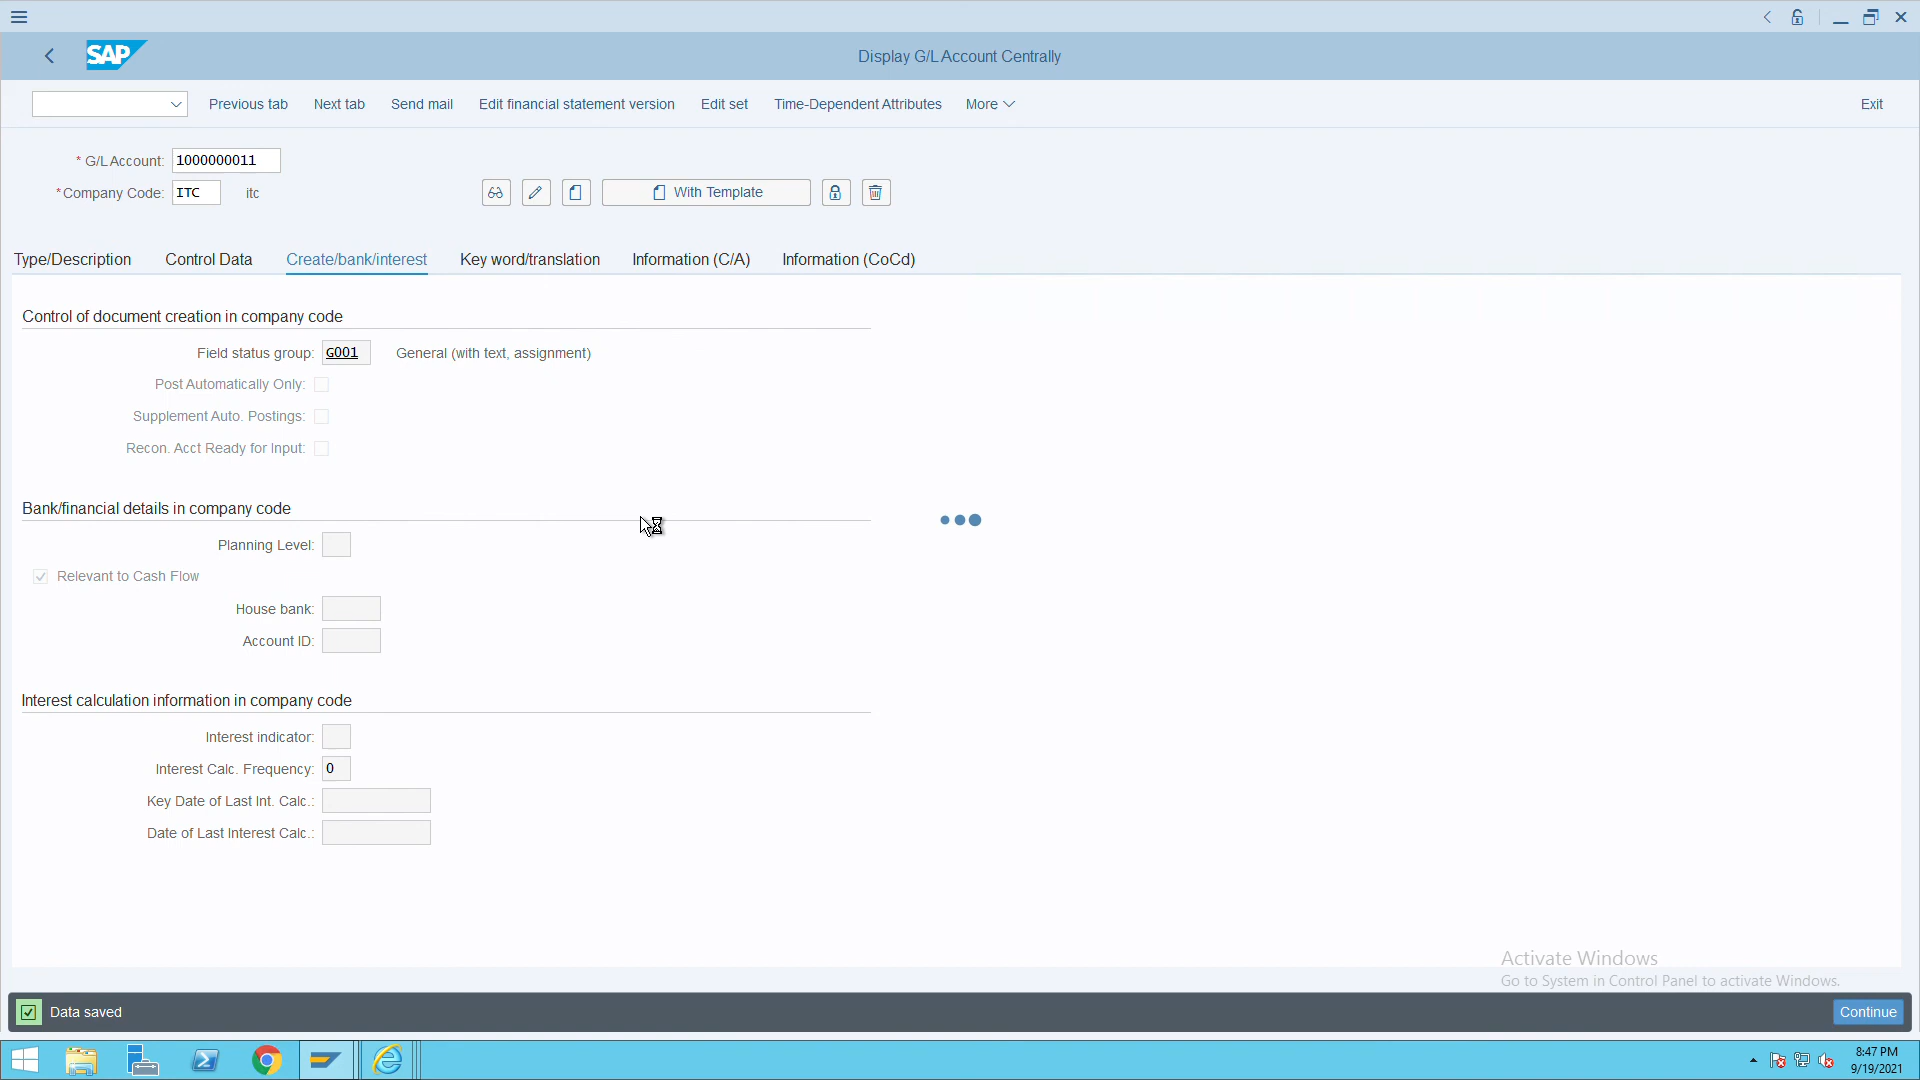 SAP
Display G/L Account Centrally
Previous tab Next tab Send mail Edit financial statement version Edit set Time-Dependent Attributes More Exit
* G/L Account: 1000000011
* Company Code: ITC itc
With Template
Type/Description Control Data Create/bank/interest Key word/translation Information (C/A) Information (CoCd)
Control of document creation in company code
Field status group: G001 General (with text, assignment)
Post Automatically Only:
Supplement Auto. Postings:
Recon. Acct Ready for Input:
Bank/financial details in company code
Planning Level:
Relevant to Cash Flow
House bank:
Account ID:
Interest calculation information in company code
Interest indicator:
Interest Calc. Frequency: 0
Key Date of Last Int. Calc.:
Date of Last Interest Calc.:
Activate Windows
Go to System in Control Panel to activate Windows.
Data saved Continue
8:47 PM
9/19/2021